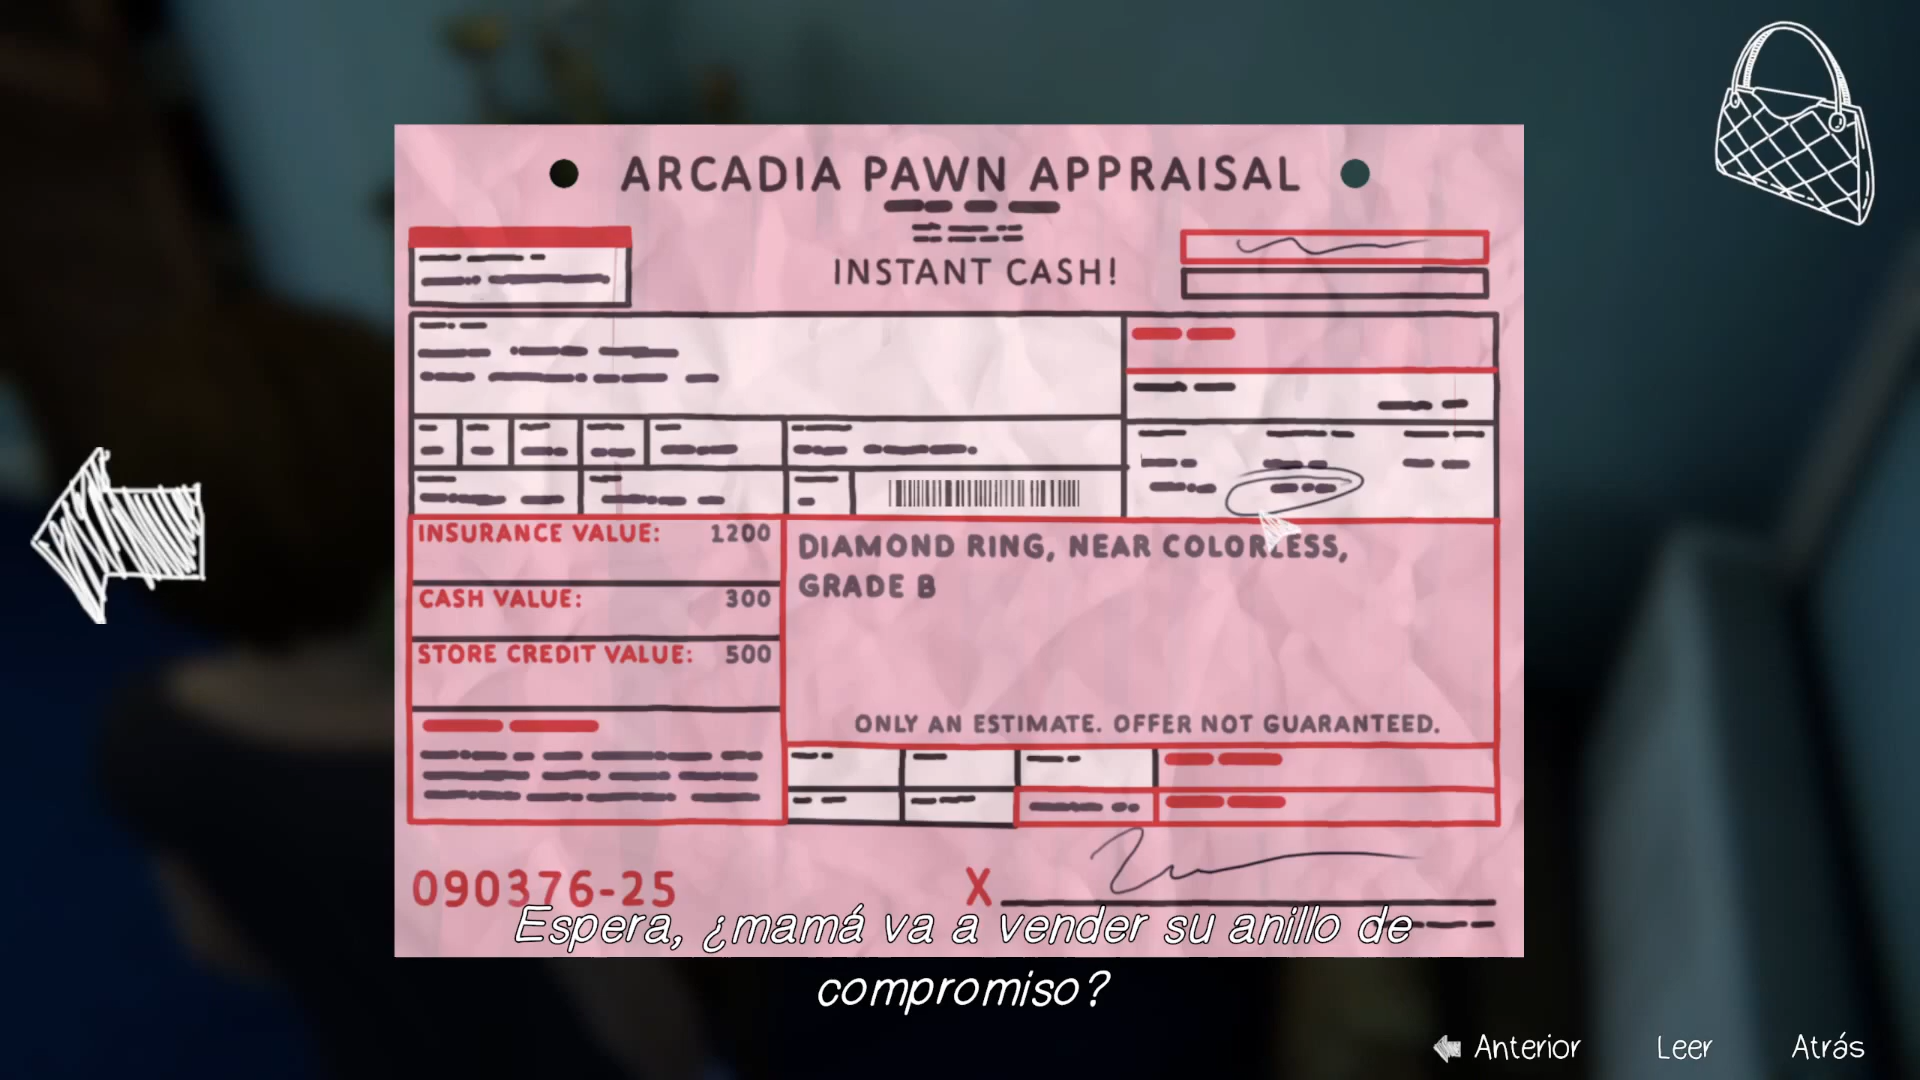 ARCADIA PAWN APPRAISAL
INSTANT CASH!
INSURANCE VALUE: 1200
CASH VALUE: 300
STORE CREDIT VALUE: 500
DIAMOND RING, NEAR COLORLESS,
GRADE B
ONLY AN ESTIMATE. OFFER NOT GUARANTEED.
090376-25
X
Espera, ¿mamá va a vender su anillo de
compromiso?
Anterior Leer Atrás